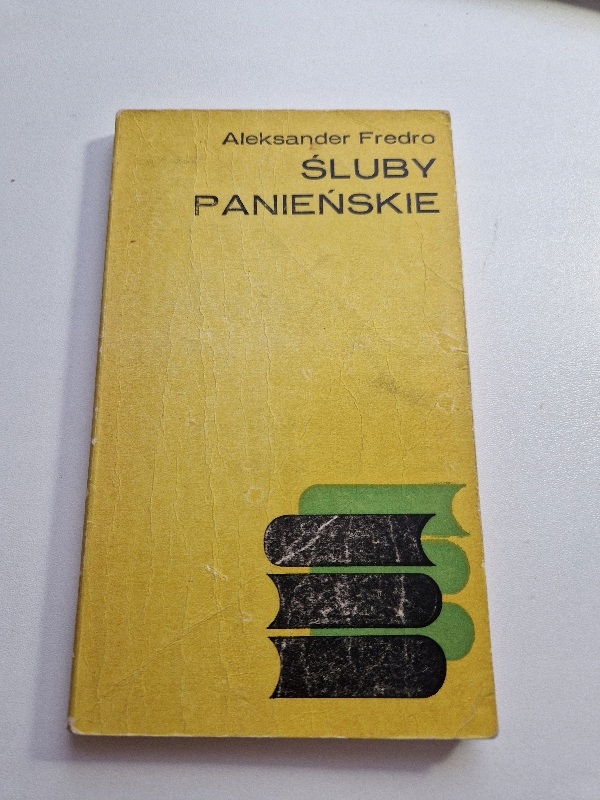 Aleksander Fredro
ŚLUBY
PANIEŃSKIE